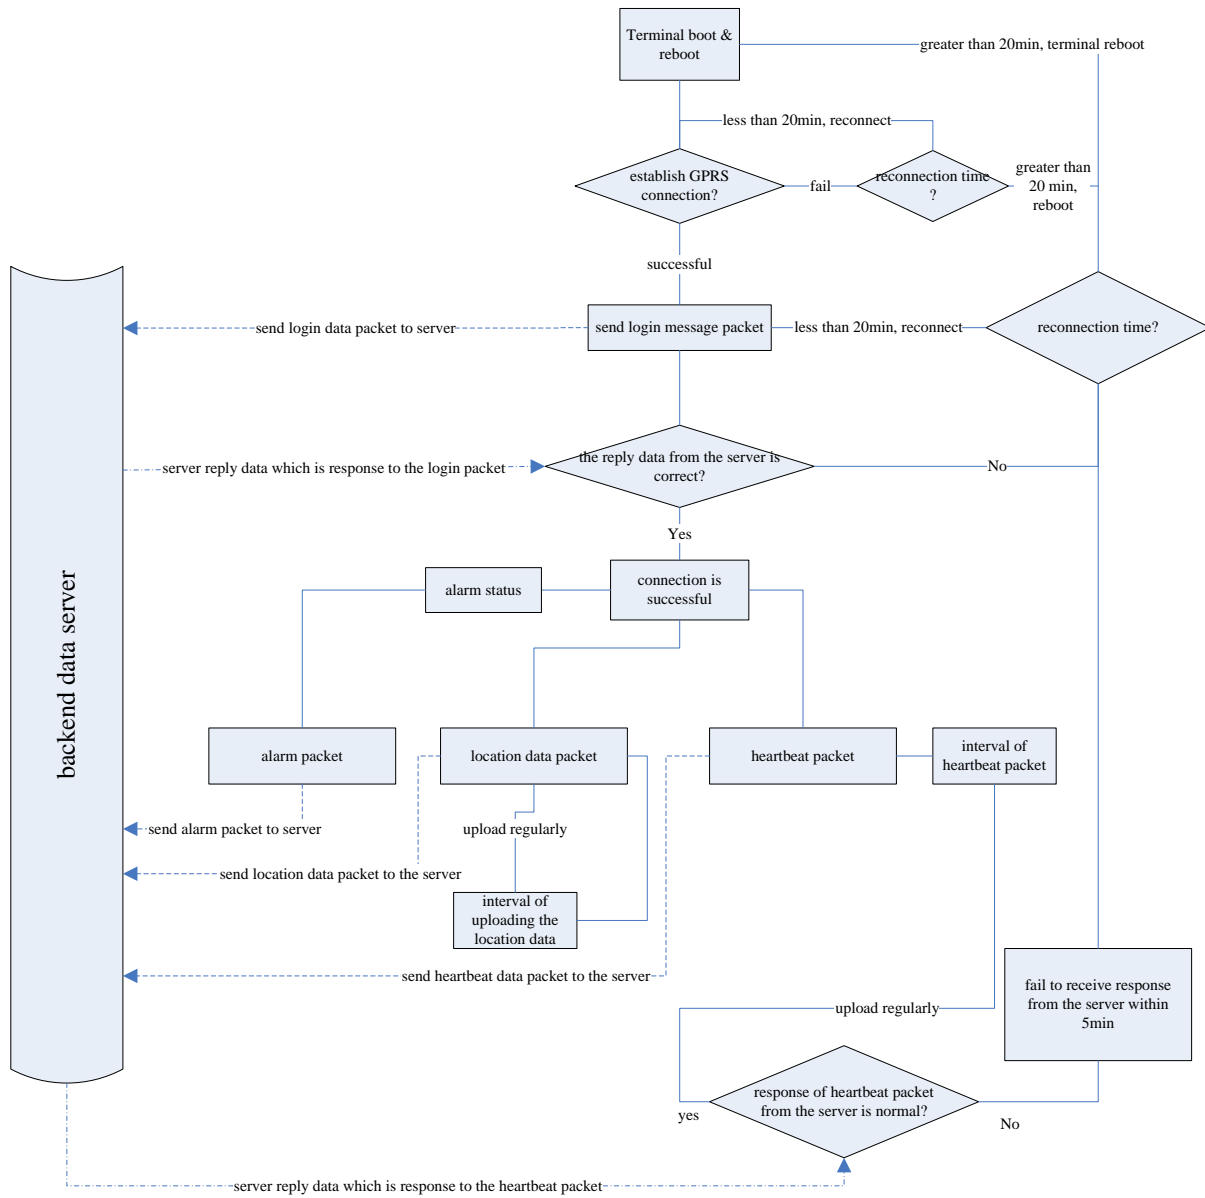 Terminal boot &
reboot
greater than 20min, terminal reboot
less than 20min, reconnect
establish GPRS
connection?
fail
reconnection time
?
greater than
20 min,
reboot
successful
send login data packet to server
send login message packet
less than 20min, reconnect
reconnection time?
server reply data which is response to the login packet
the reply data from the server is
correct?
No
Yes
backend data server
alarm status
connection is
successful
alarm packet
location data packet
heartbeat packet
interval of
heartbeat packet
send alarm packet to server
upload regularly
send location data packet to the server
interval of
uploading the
location data
send heartbeat data packet to the server
upload regularly
fail to receive response
from the server within
5min
yes
response of heartbeat packet
from the server is normal?
No
server reply data which is response to the heartbeat packet